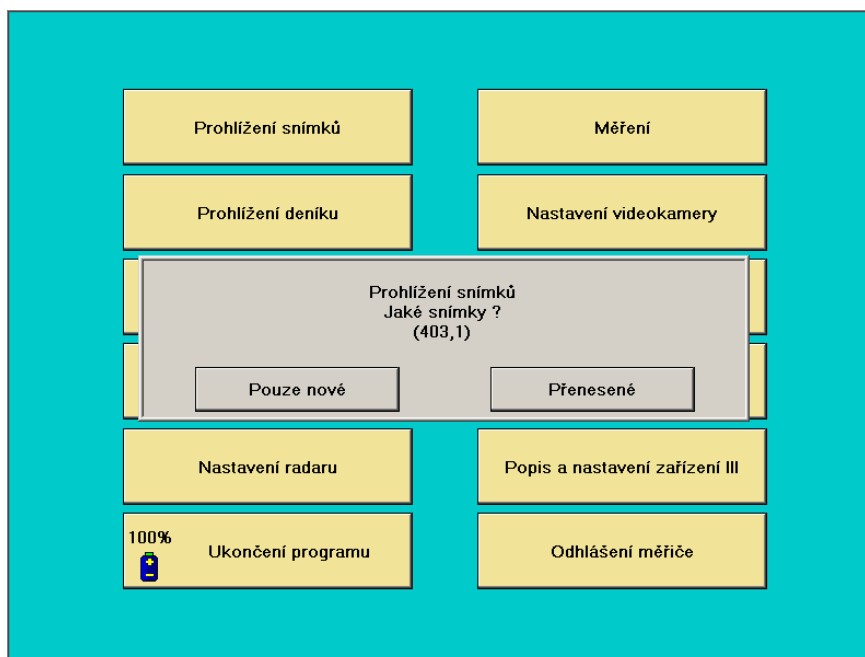 Prohlížení snímků
Měření
Prohlížení deníku
Nastavení videokamery
Prohlížení snímků
Jaké snímky ?
(403,1)
Pouze nové
Přenesené
Nastavení radaru
Popis a nastavení zařízení III
100%
Ukončení programu
Odhlášení měřiče